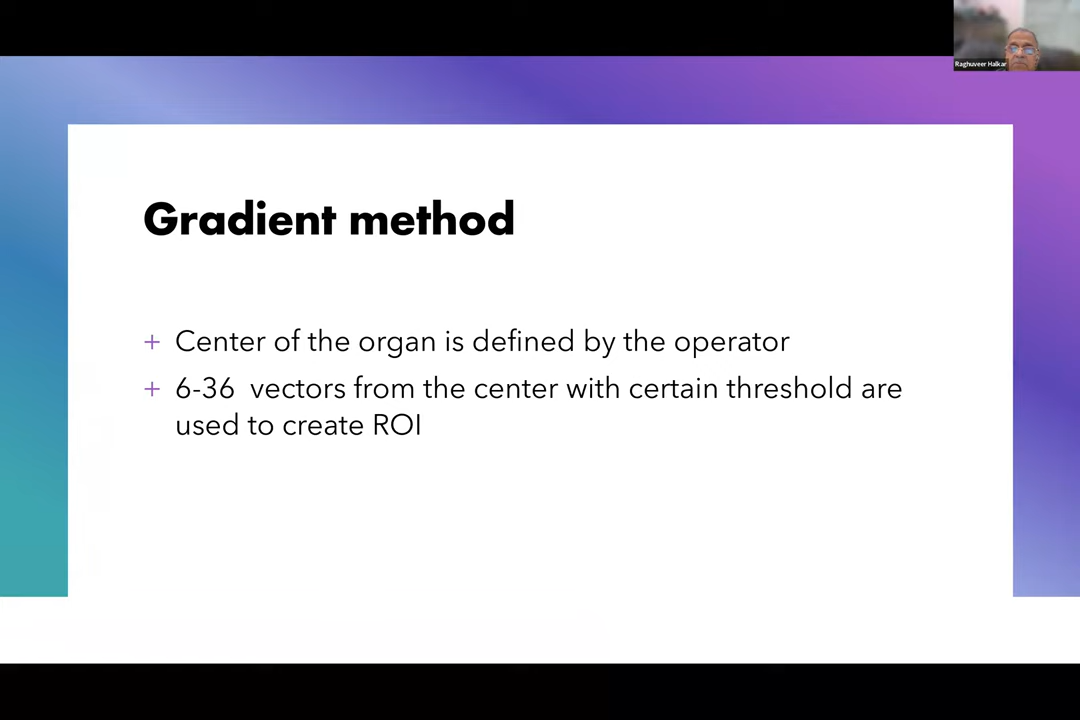 Raghuveer Halkar
Gradient method
+ Center of the organ is defined by the operator
+ 6-36 vectors from the center with certain threshold are
used to create ROI